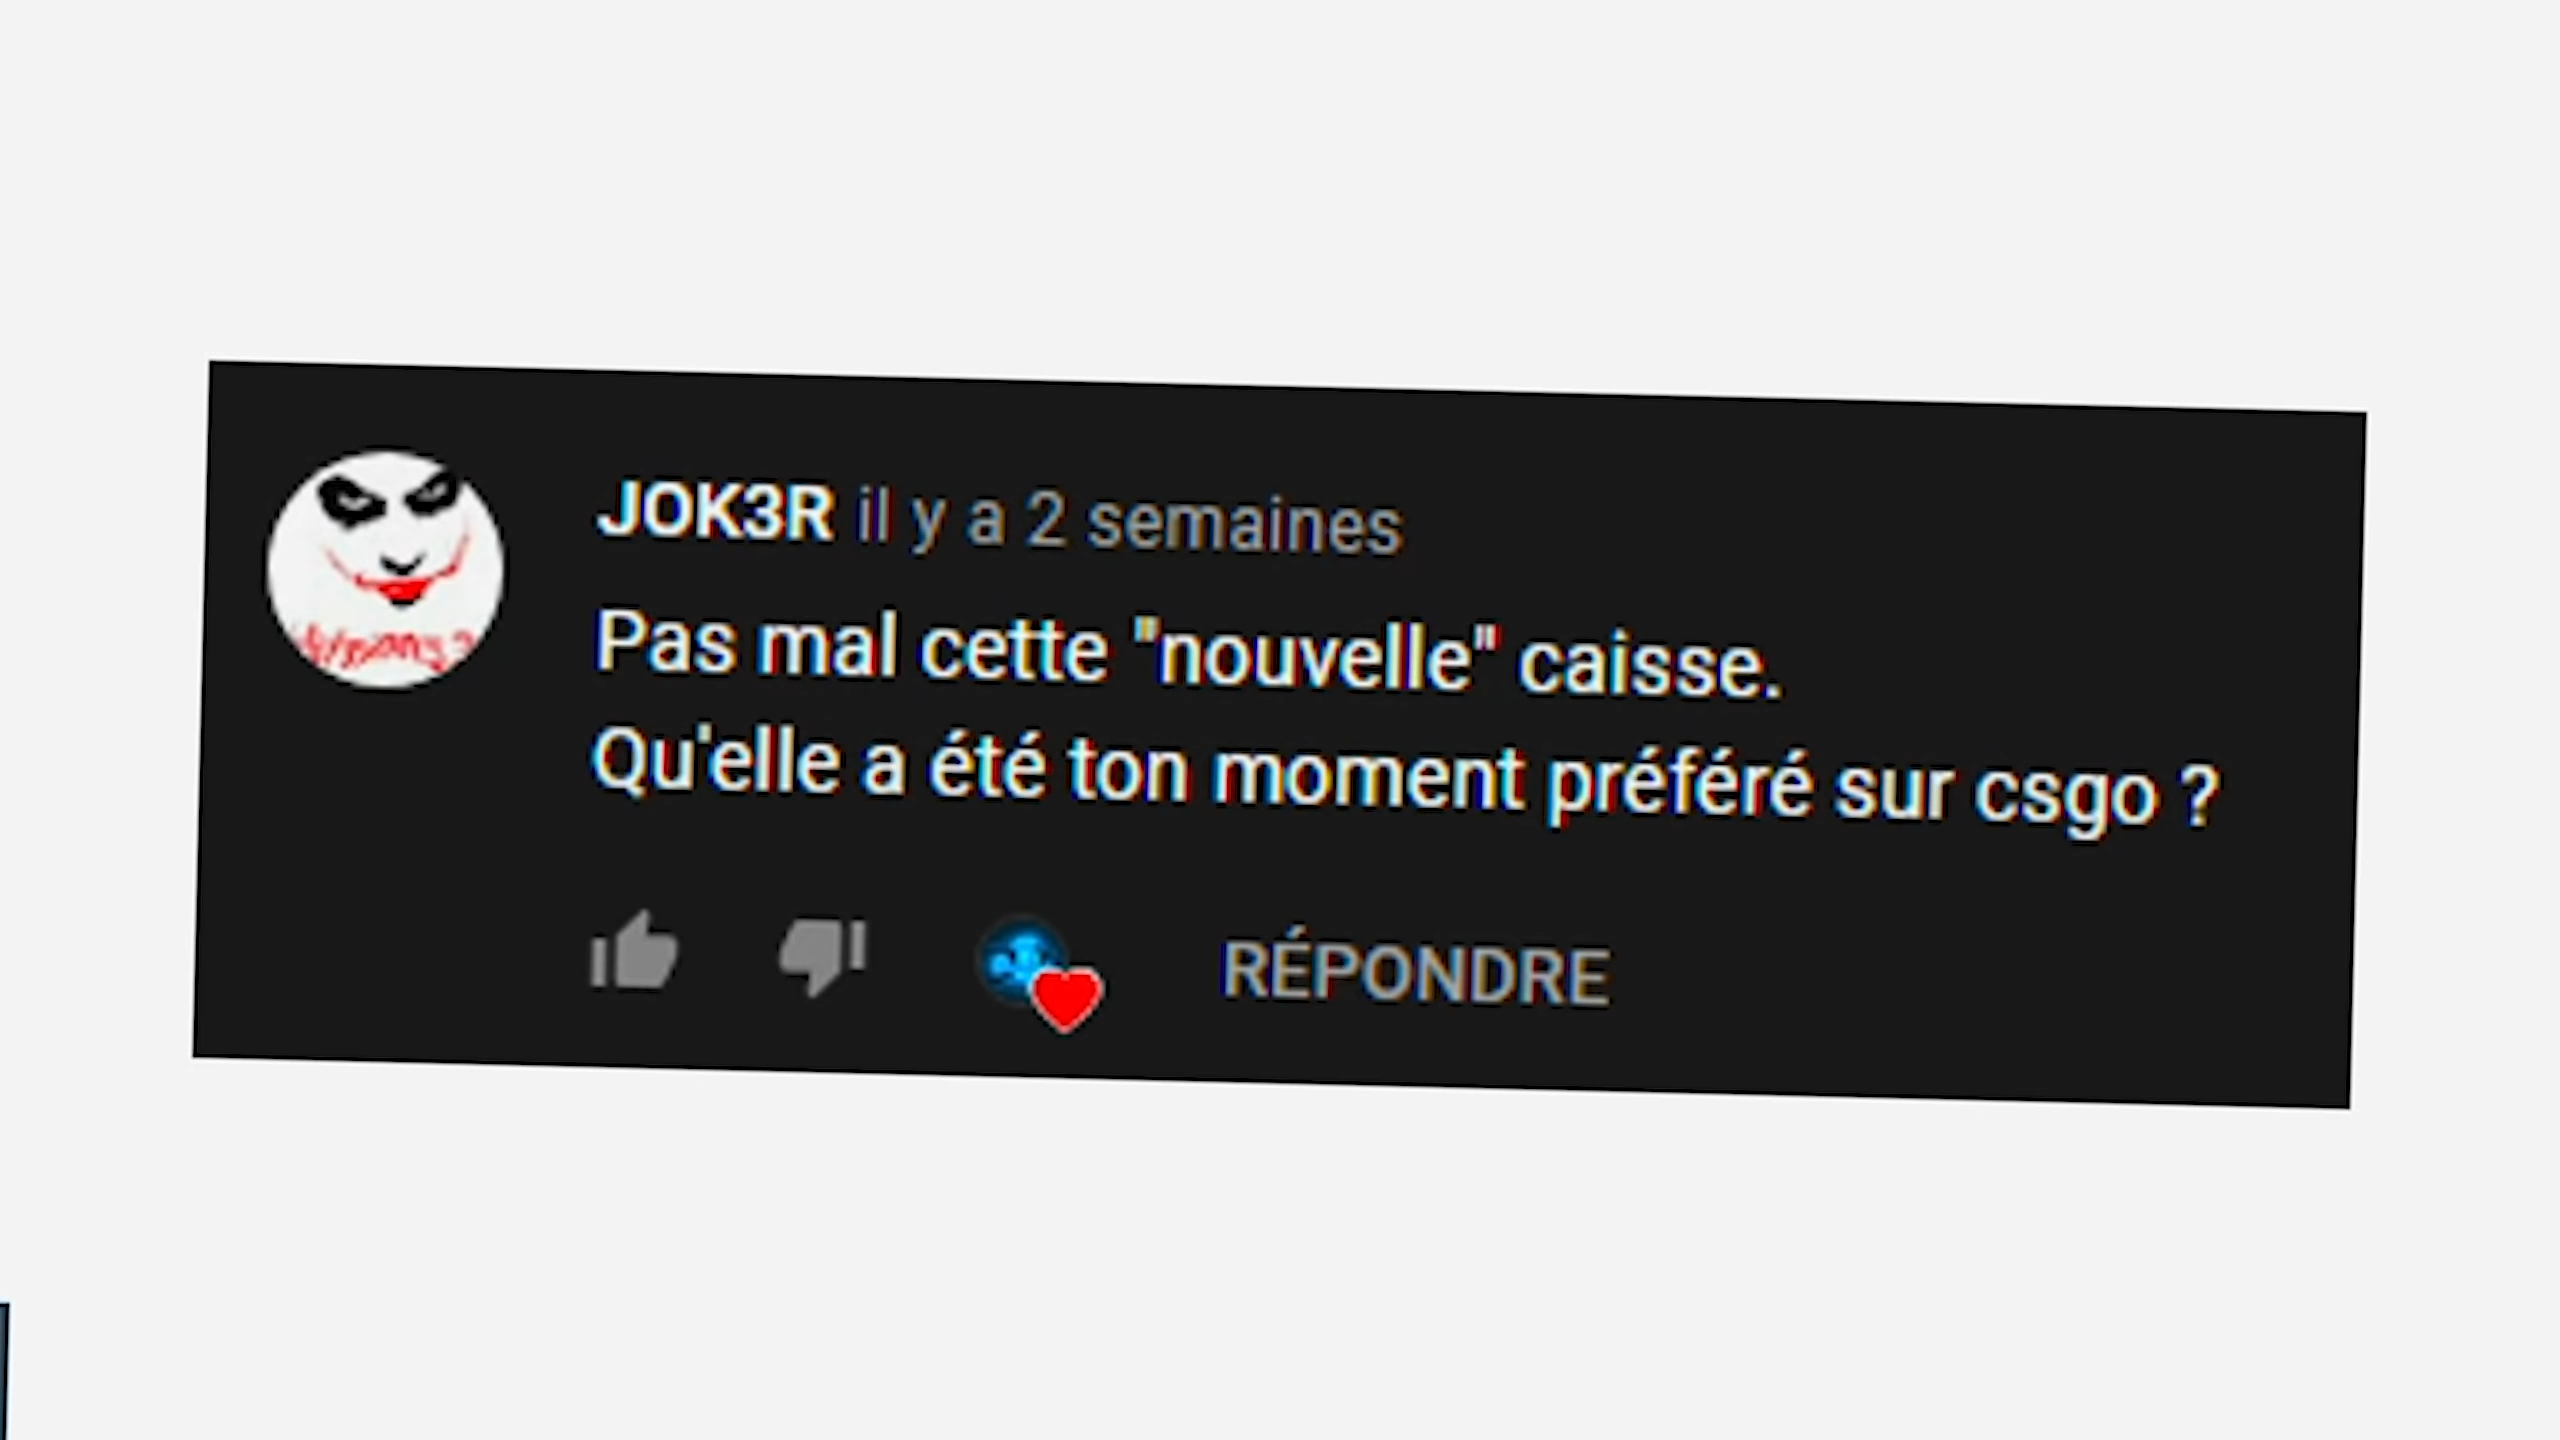 JOK3R il y a 2 semaines
Pas mal cette "nouvelle" caisse.
Qu'elle a été ton moment préféré sur csgo ?
RÉPONDRE